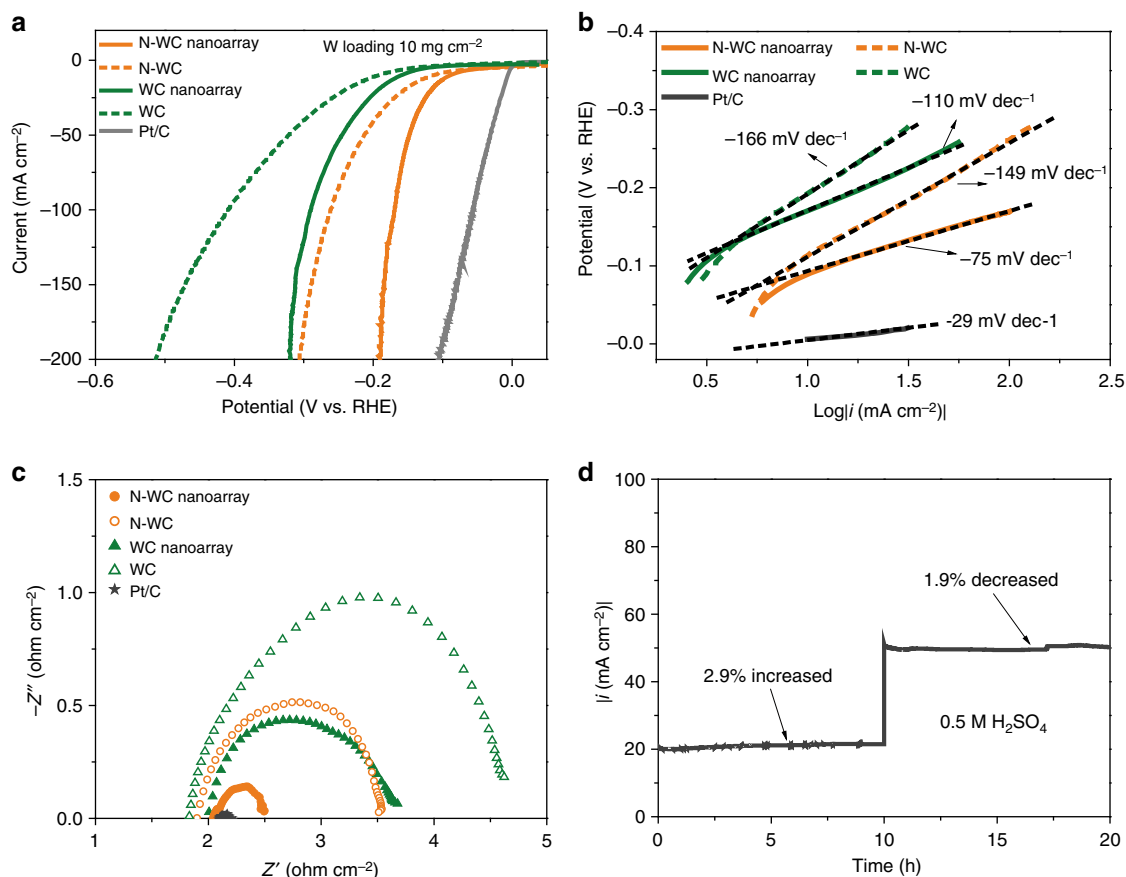 a
N-WC nanoarray
N-WC
WC nanoarray
WC
Pt/C
W loading 10 mg cm⁻²
0
−50
−100
−150
−200
Current (mA cm⁻²)
−0.6
−0.4
−0.2
0.0
Potential (V vs. RHE)
b
N-WC nanoarray
WC nanoarray
Pt/C
N-WC
WC
−166 mV dec⁻¹
−110 mV dec⁻¹
−149 mV dec⁻¹
−75 mV dec⁻¹
-29 mV dec-1
−0.4
−0.3
−0.2
−0.1
−0.0
Potential (V vs. RHE)
0.5
1.0
1.5
2.0
2.5
Log|i (mA cm⁻²)|
c
N-WC nanoarray
N-WC
WC nanoarray
WC
Pt/C
1.5
1.0
0.5
0.0
−Z″ (ohm cm⁻²)
1
2
3
4
5
Z′ (ohm cm⁻²)
d
100
80
60
40
20
0
|i (mA cm⁻²)|
2.9% increased
1.9% decreased
0.5 M H₂SO₄
0
5
10
15
20
Time (h)